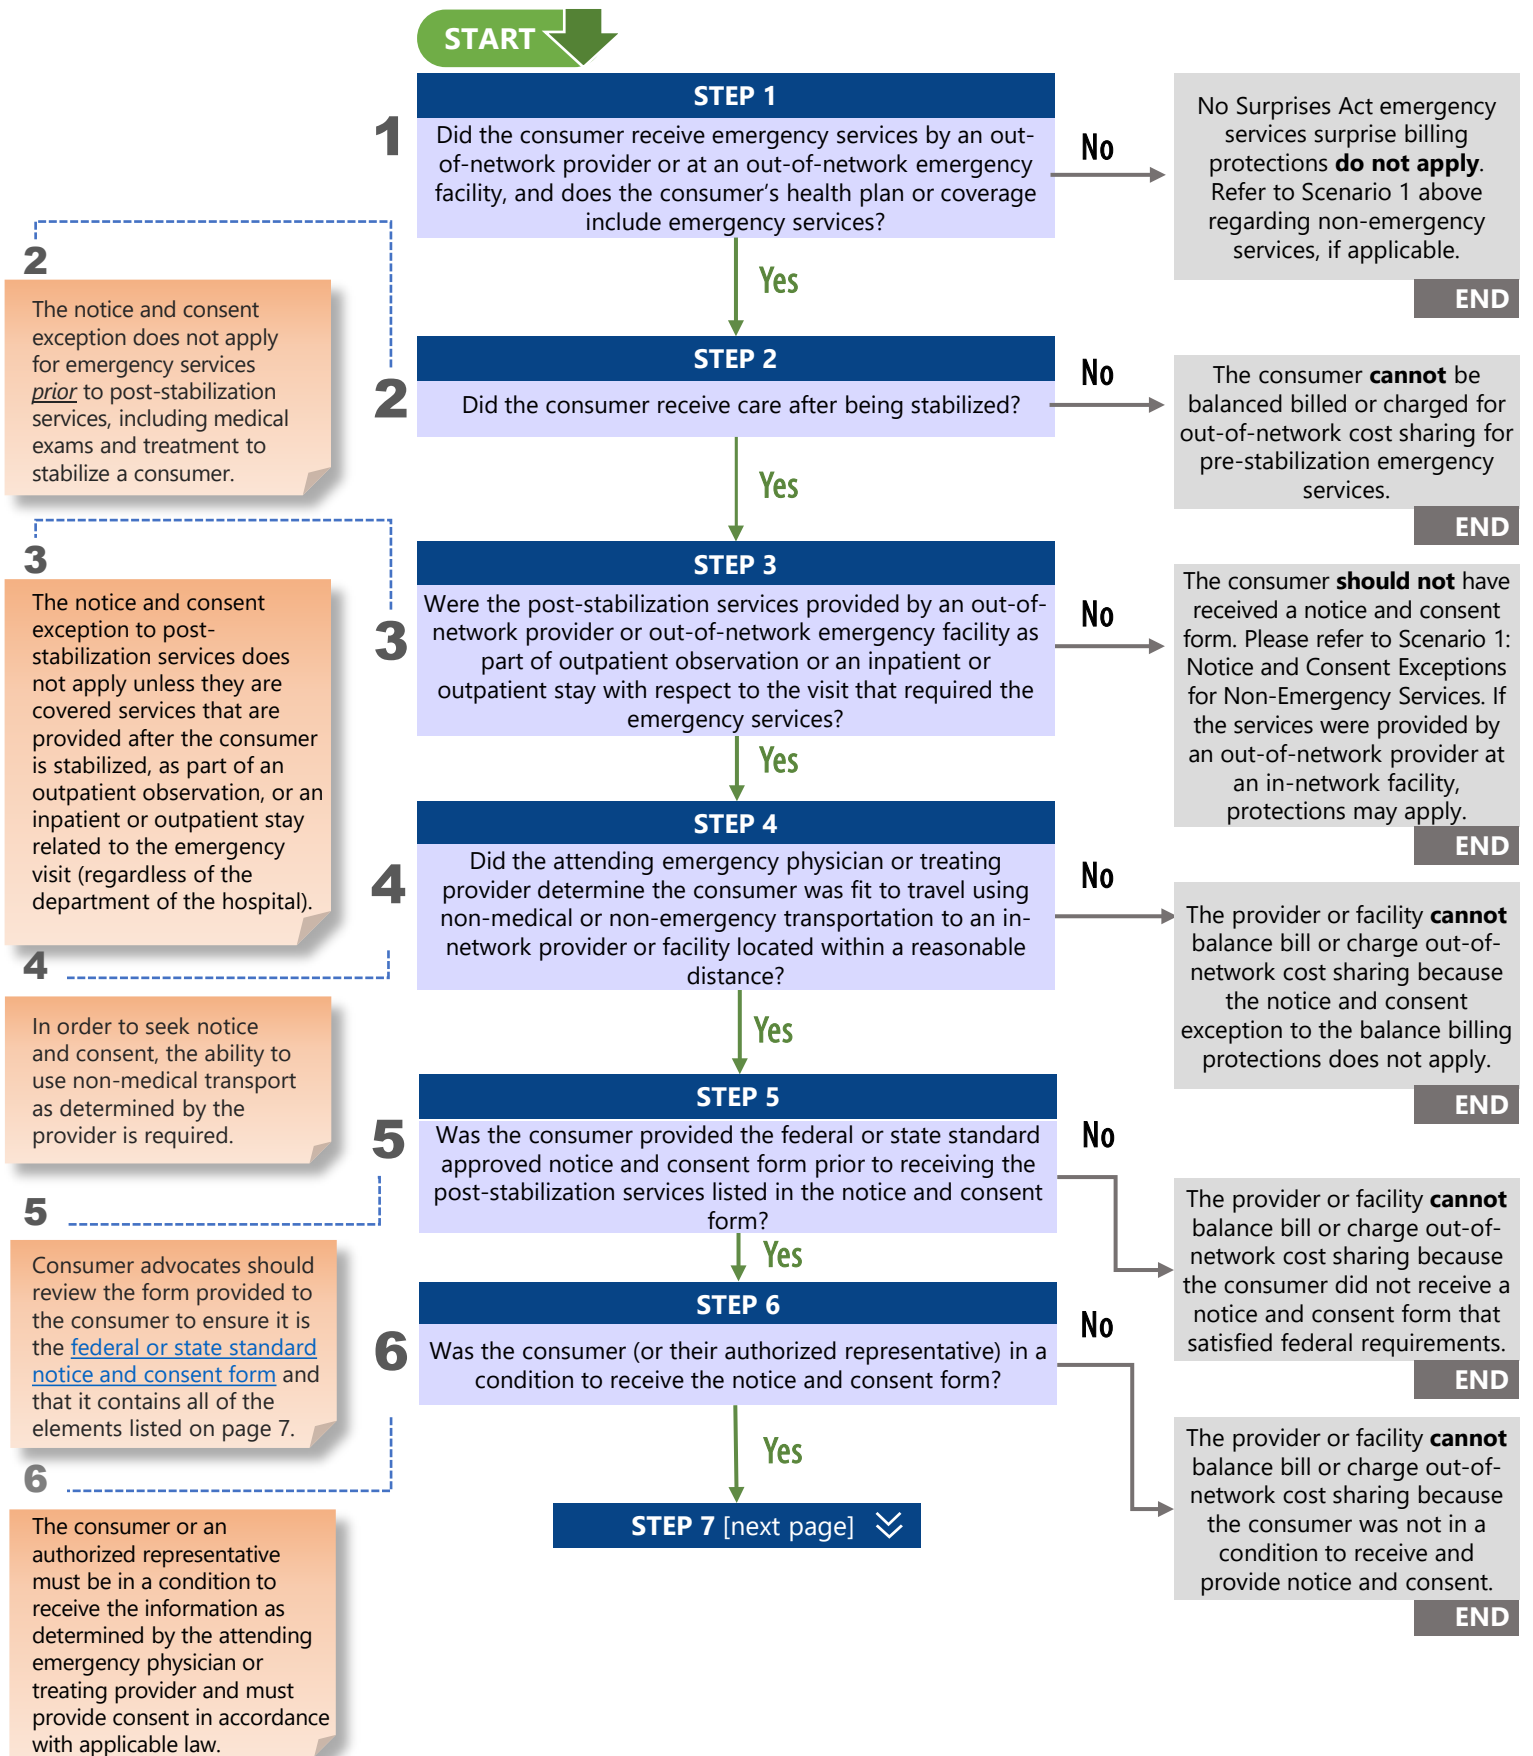 START
STEP 1
1
Did the consumer receive emergency services by an out-
of-network provider or at an out-of-network emergency
facility, and does the consumer’s health plan or coverage
include emergency services?
No
No Surprises Act emergency
services surprise billing
protections do not apply.
Refer to Scenario 1 above
regarding non-emergency
services, if applicable.
END
Yes
2
The notice and consent
exception does not apply
for emergency services
prior to post-stabilization
services, including medical
exams and treatment to
stabilize a consumer.
STEP 2
2
Did the consumer receive care after being stabilized?
No
The consumer cannot be
balanced billed or charged for
out-of-network cost sharing for
pre-stabilization emergency
services.
END
Yes
3
The notice and consent
exception to post-
stabilization services does
not apply unless they are
covered services that are
provided after the consumer
is stabilized, as part of an
outpatient observation, or an
inpatient or outpatient stay
related to the emergency
visit (regardless of the
department of the hospital).
STEP 3
3
Were the post-stabilization services provided by an out-of-
network provider or out-of-network emergency facility as
part of outpatient observation or an inpatient or
outpatient stay with respect to the visit that required the
emergency services?
No
The consumer should not have
received a notice and consent
form. Please refer to Scenario 1:
Notice and Consent Exceptions
for Non-Emergency Services. If
the services were provided by
an out-of-network provider at
an in-network facility,
protections may apply.
END
Yes
STEP 4
4
Did the attending emergency physician or treating
provider determine the consumer was fit to travel using
non-medical or non-emergency transportation to an in-
network provider or facility located within a reasonable
distance?
No
The provider or facility cannot
balance bill or charge out-of-
network cost sharing because
the notice and consent
exception to the balance billing
protections does not apply.
END
Yes
4
In order to seek notice
and consent, the ability to
use non-medical transport
as determined by the
provider is required.
STEP 5
5
Was the consumer provided the federal or state standard
approved notice and consent form prior to receiving the
post-stabilization services listed in the notice and consent
form?
No
The provider or facility cannot
balance bill or charge out-of-
network cost sharing because
the consumer did not receive a
notice and consent form that
satisfied federal requirements.
END
Yes
5
Consumer advocates should
review the form provided to
the consumer to ensure it is
the federal or state standard
notice and consent form and
that it contains all of the
elements listed on page 7.
STEP 6
6
Was the consumer (or their authorized representative) in a
condition to receive the notice and consent form?
No
The provider or facility cannot
balance bill or charge out-of-
network cost sharing because
the consumer was not in a
condition to receive and
provide notice and consent.
END
Yes
6
The consumer or an
authorized representative
must be in a condition to
receive the information as
determined by the attending
emergency physician or
treating provider and must
provide consent in accordance
with applicable law.
STEP 7 [next page]